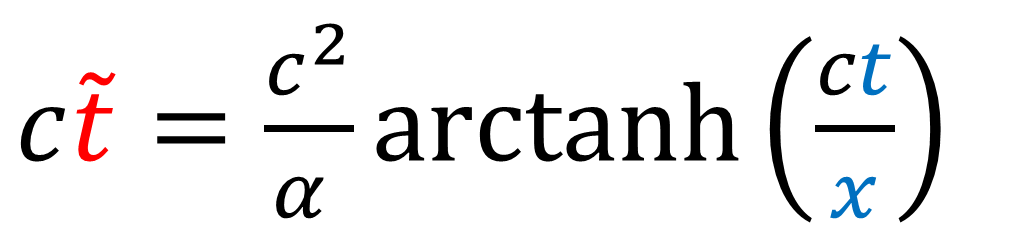 c t̃ = c²/α arctanh (ct/x)